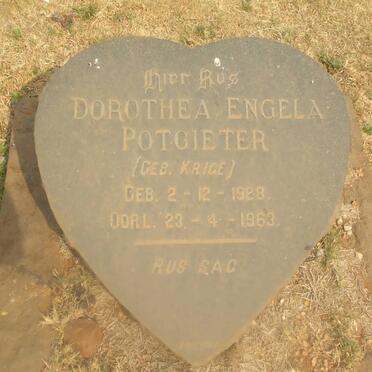 Hier Rus
DOROTHEA ENGELA
POTGIETER
(GEB. KRIGE)
GEB. 2-12-1928.
OORL. 23-4-1963.
RUS SAG